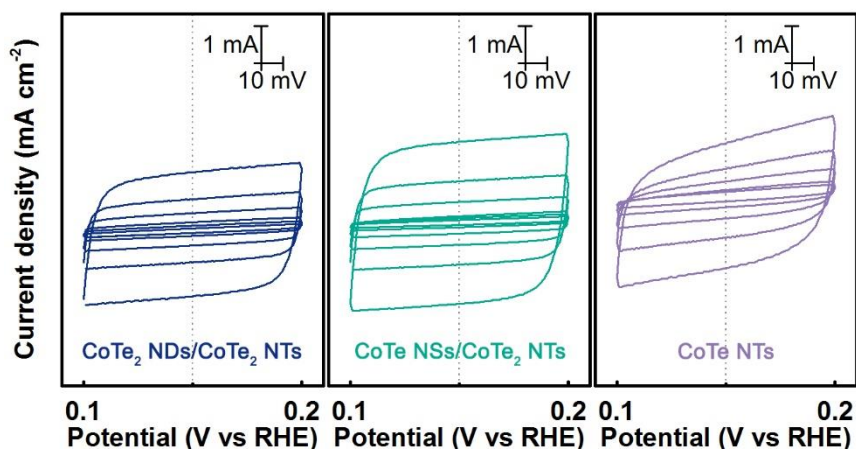 Current density (mA cm⁻²)
1 mA
10 mV
1 mA
10 mV
1 mA
10 mV
CoTe₂ NDs/CoTe₂ NTs
CoTe NSs/CoTe₂ NTs
CoTe NTs
0.1 0.2
0.1 0.2
0.1 0.2
Potential (V vs RHE)
Potential (V vs RHE)
Potential (V vs RHE)